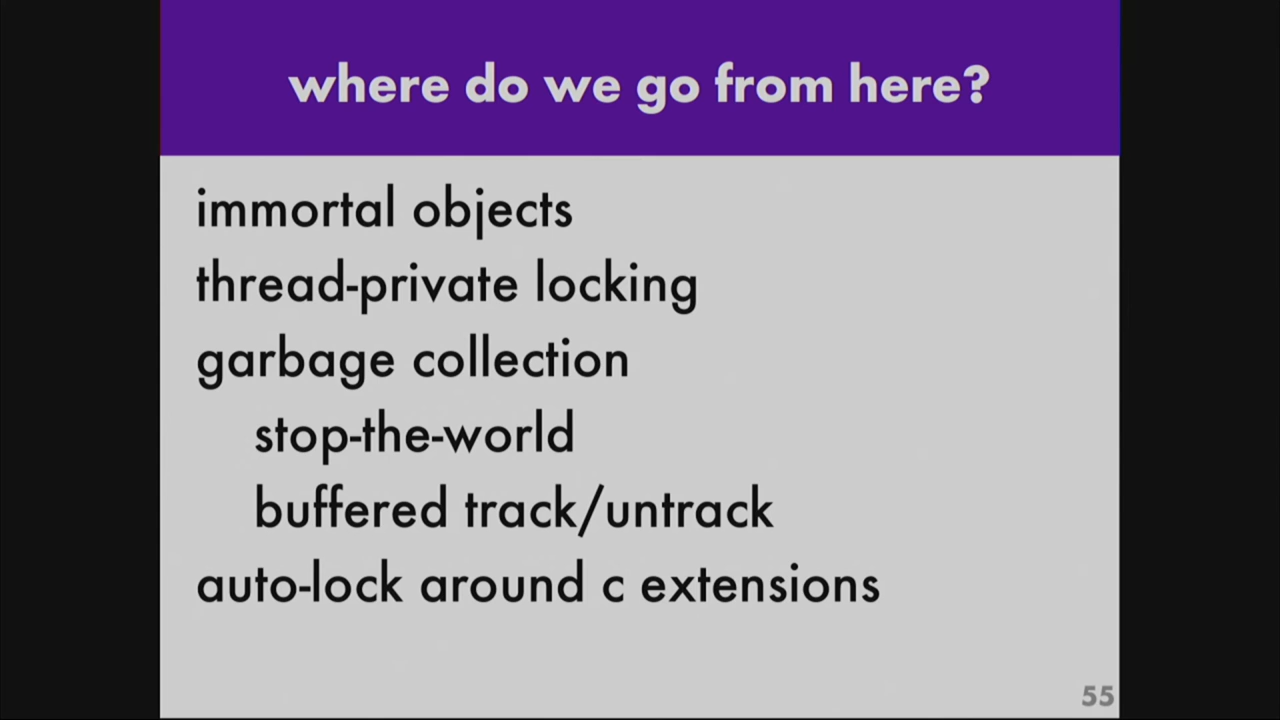 where do we go from here?
immortal objects
thread-private locking
garbage collection
stop-the-world
buffered track/untrack
auto-lock around c extensions
55